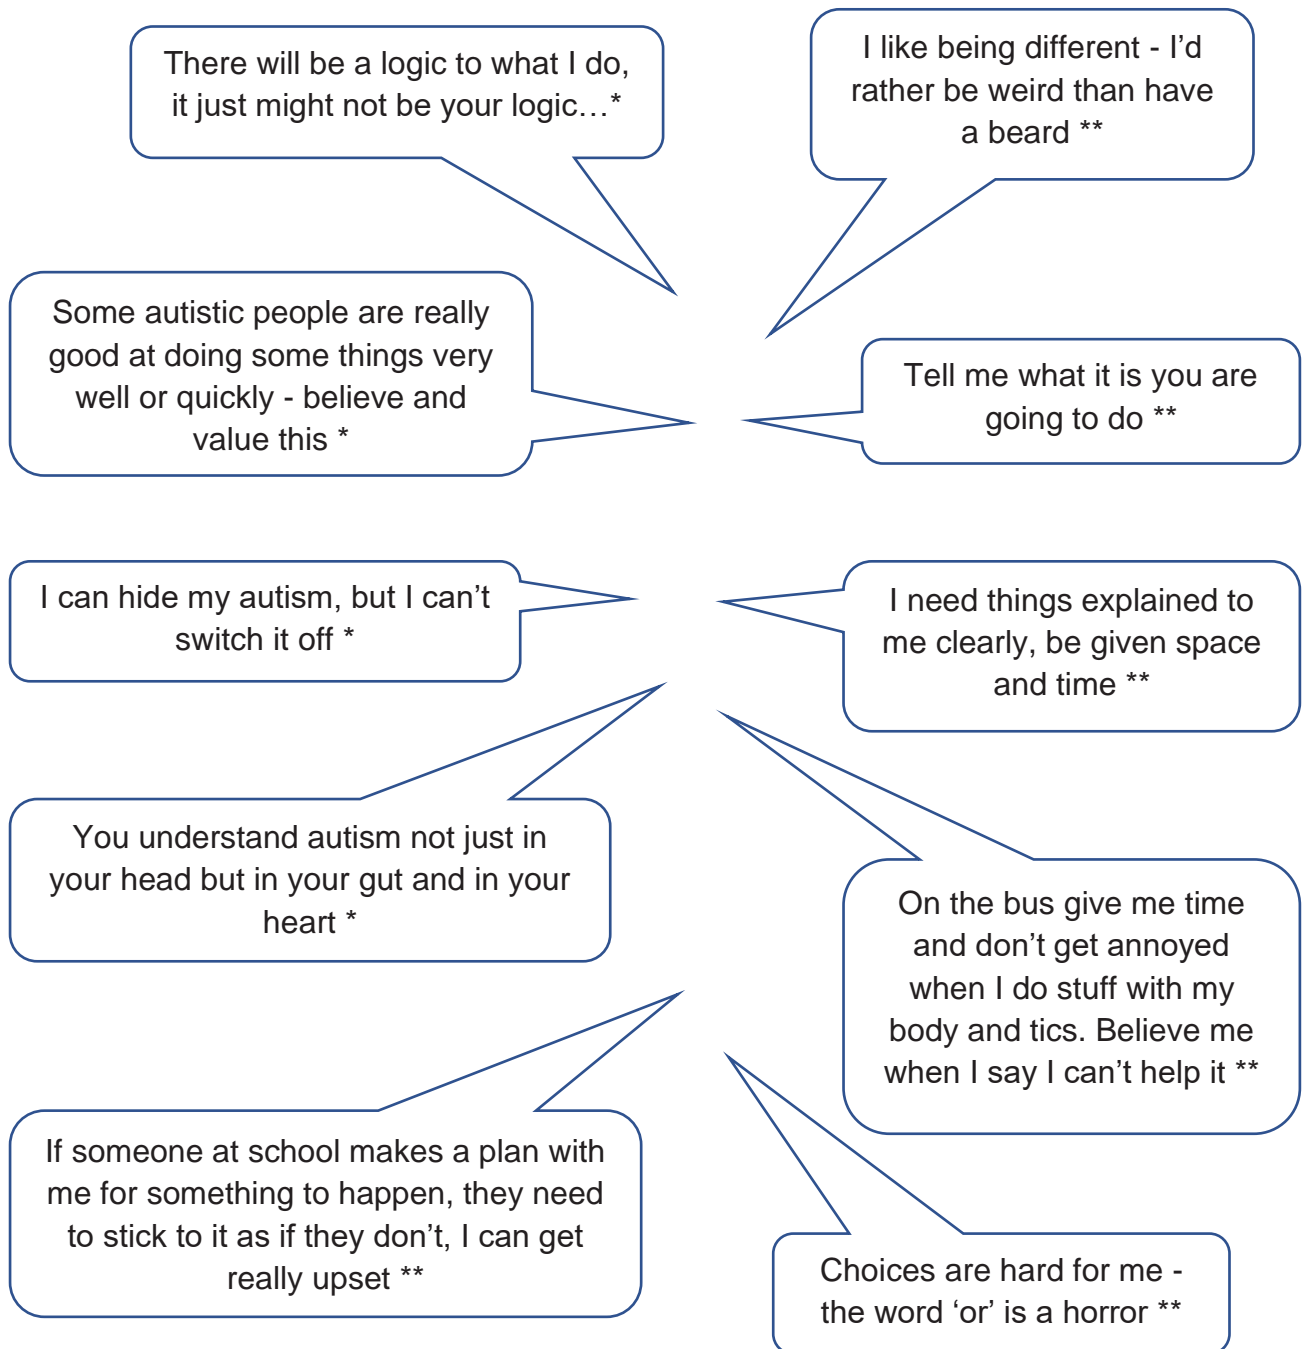 There will be a logic to what I do,
it just might not be your logic…*
I like being different - I’d
rather be weird than have
a beard **
Some autistic people are really
good at doing some things very
well or quickly - believe and
value this *
Tell me what it is you are
going to do **
I can hide my autism, but I can’t
switch it off *
I need things explained to
me clearly, be given space
and time **
You understand autism not just in
your head but in your gut and in your
heart *
On the bus give me time
and don’t get annoyed
when I do stuff with my
body and tics. Believe me
when I say I can’t help it **
If someone at school makes a plan with
me for something to happen, they need
to stick to it as if they don’t, I can get
really upset **
Choices are hard for me -
the word ‘or’ is a horror **